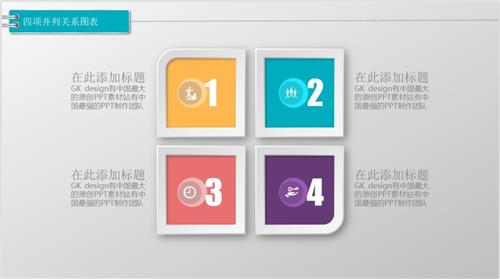 四项并列关系图表
在此添加标题
GK design有中国最大
的原创PPT素材站有中
国最强的PPT制作团队
1
2
在此添加标题
GK design有中国最大
的原创PPT素材站有中
国最强的PPT制作团队
在此添加标题
GK design有中国最大
的原创PPT素材站有中
国最强的PPT制作团队
3
4
在此添加标题
GK design有中国最大
的原创PPT素材站有中
国最强的PPT制作团队